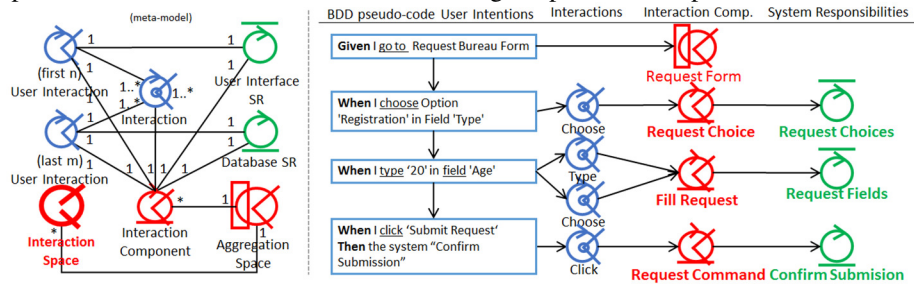 (meta-model)
1
1
1
1
(first n)
User Interaction
1..*
1..*
1..*
Interaction
User Interface
SR
1
1
1
(last m)
User Interaction
1
1
1
1
1
Database SR
*
1
*
1
Interaction
Space
Interaction
Component
Aggregation
Space
BDD pseudo-code User Intentions
Interactions
Interaction Comp.
System Responsibilities
Given I go to Request Bureau Form
Request Form
When I choose Option
'Registration' in Field 'Type'
Choose
Request Choice
Request Choices
When I type '20' in field 'Age'
Type
Choose
Fill Request
Request Fields
When I click 'Submit Request'
Then the system "Confirm
Submission"
Click
Request Command
Confirm Submision